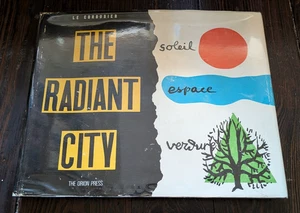 LE CORBUSIER
THE
RADIANT
CITY
THE ORION PRESS
soleil
espace
verdure